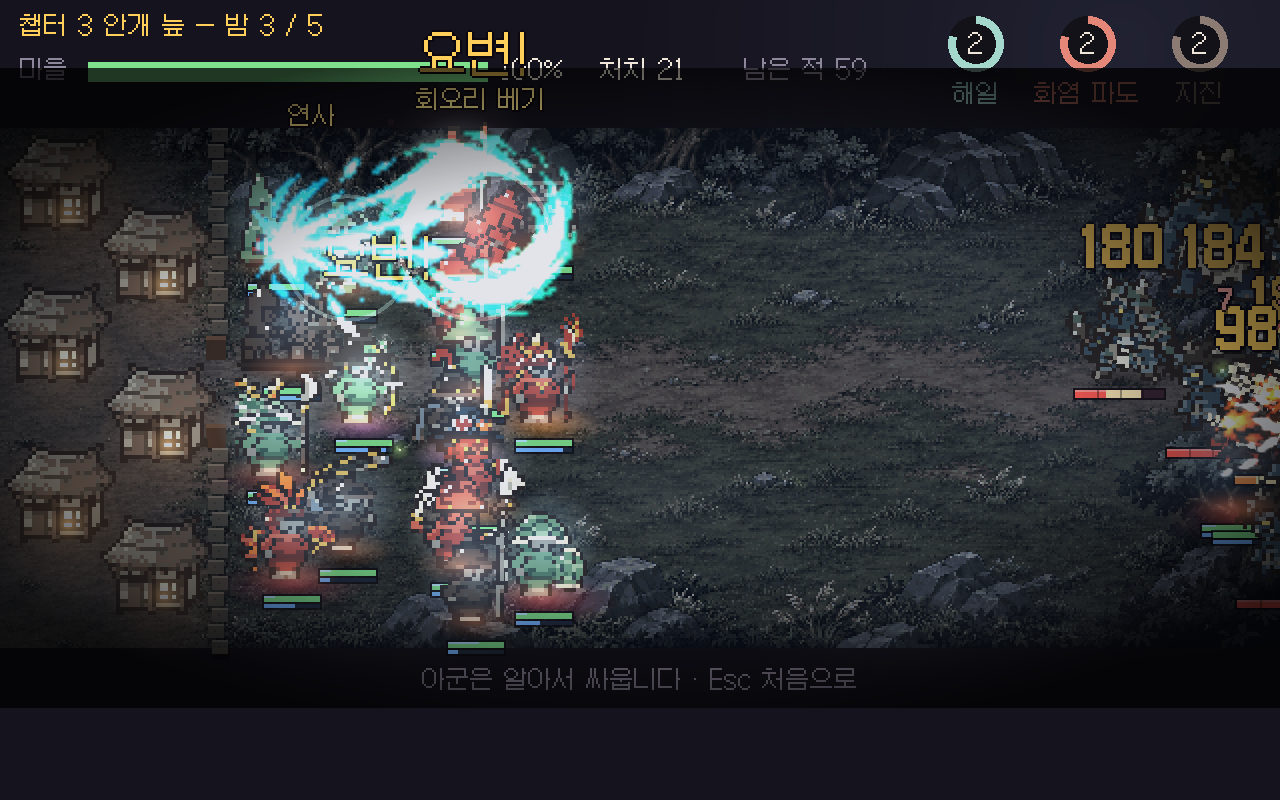 챕터 3 안개 늪 – 밤 3 / 5
요변
마을
처치 21
남은 적 59
2
2
2
해일
화염 파도
지진
회오리 베기
연사
180
184
98
아군은 알아서 싸웁니다 · Esc 처음으로